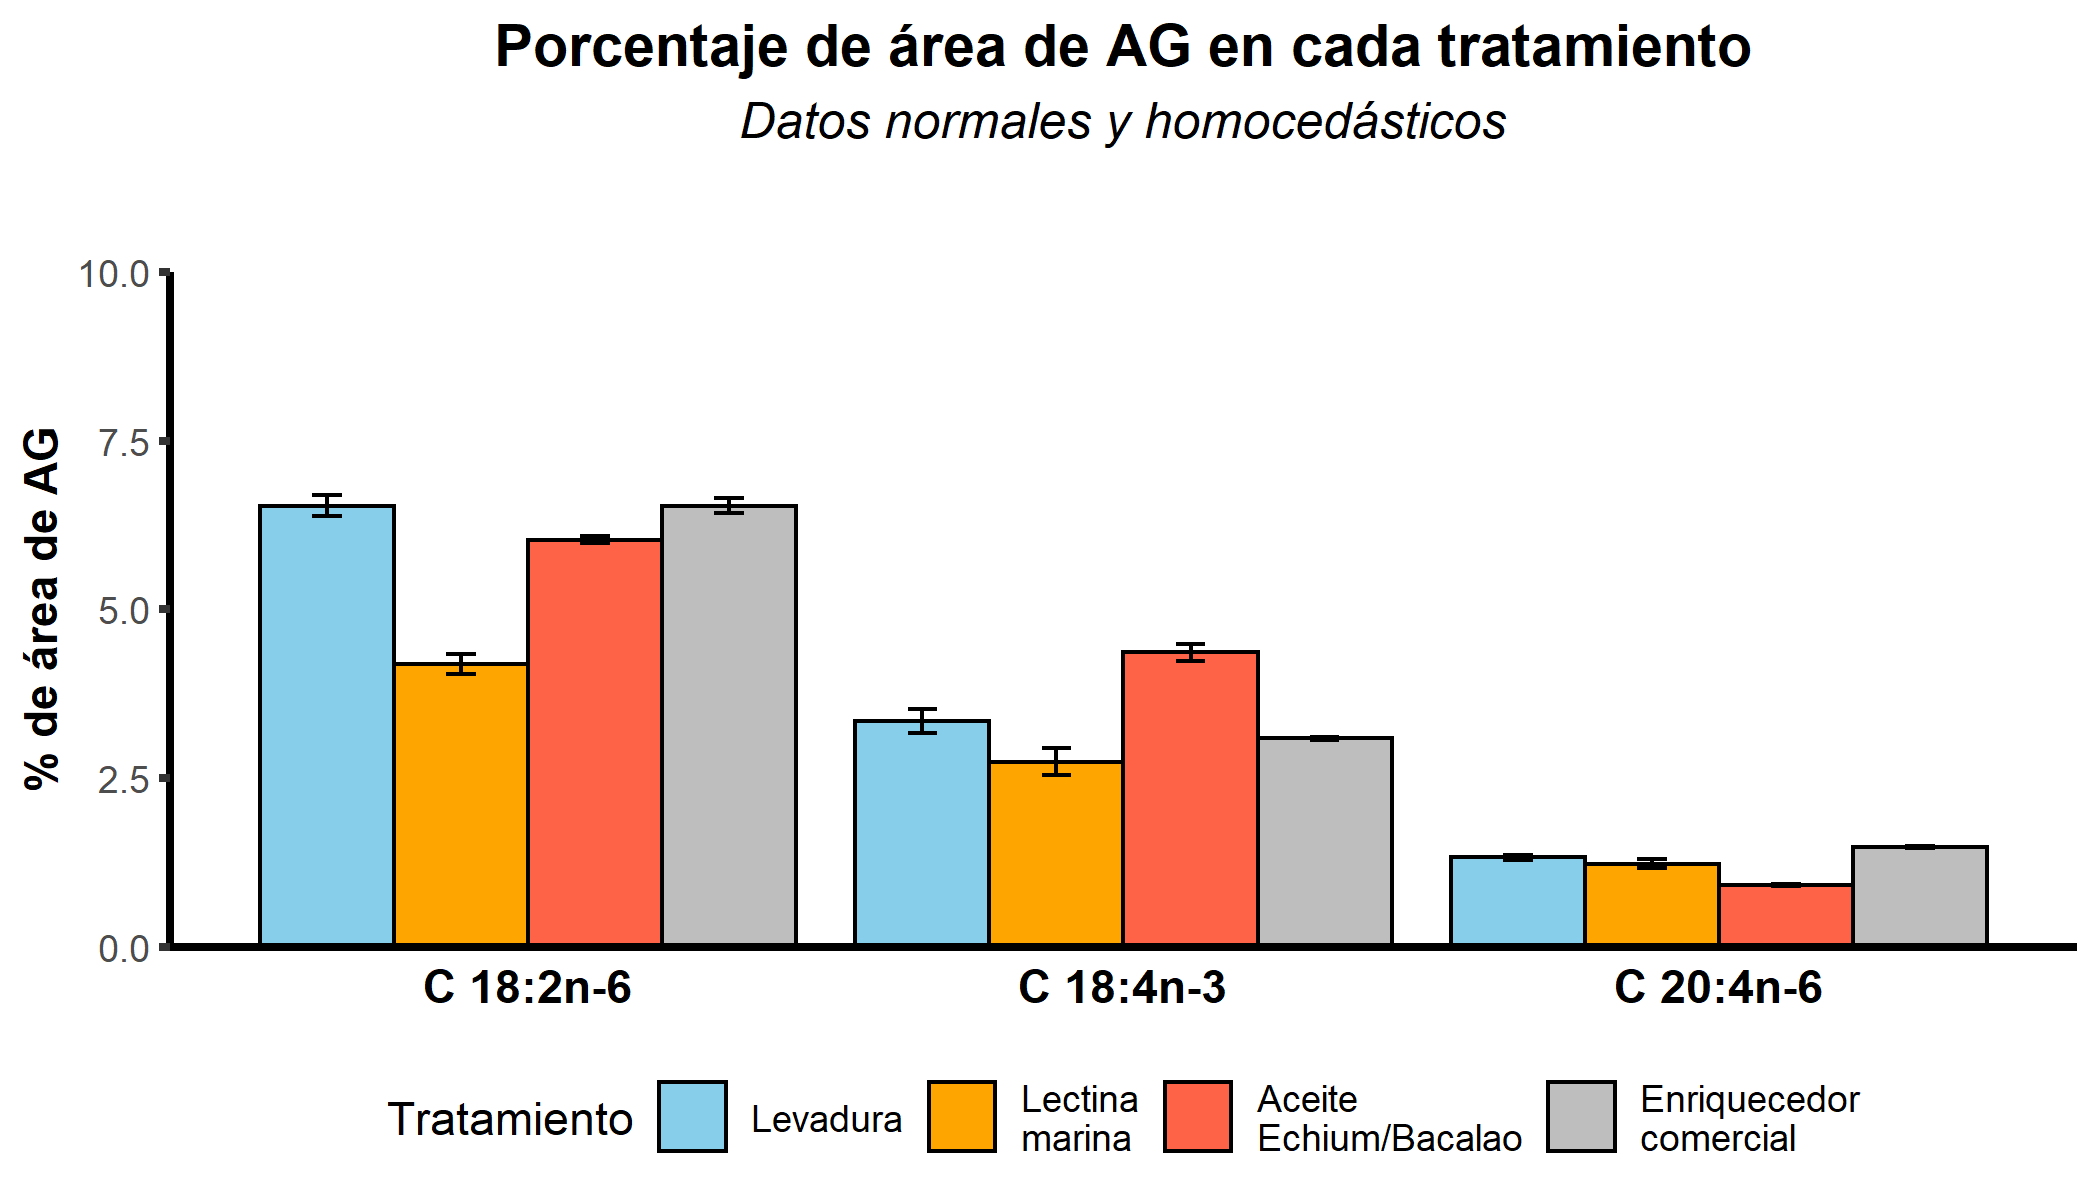 Porcentaje de área de AG en cada tratamiento
Datos normales y homocedásticos
% de área de AG
10.0
7.5
5.0
2.5
0.0
C 18:2n-6
C 18:4n-3
C 20:4n-6
Tratamiento
Levadura
Lectina
marina
Aceite
Echium/Bacalao
Enriquecedor
comercial